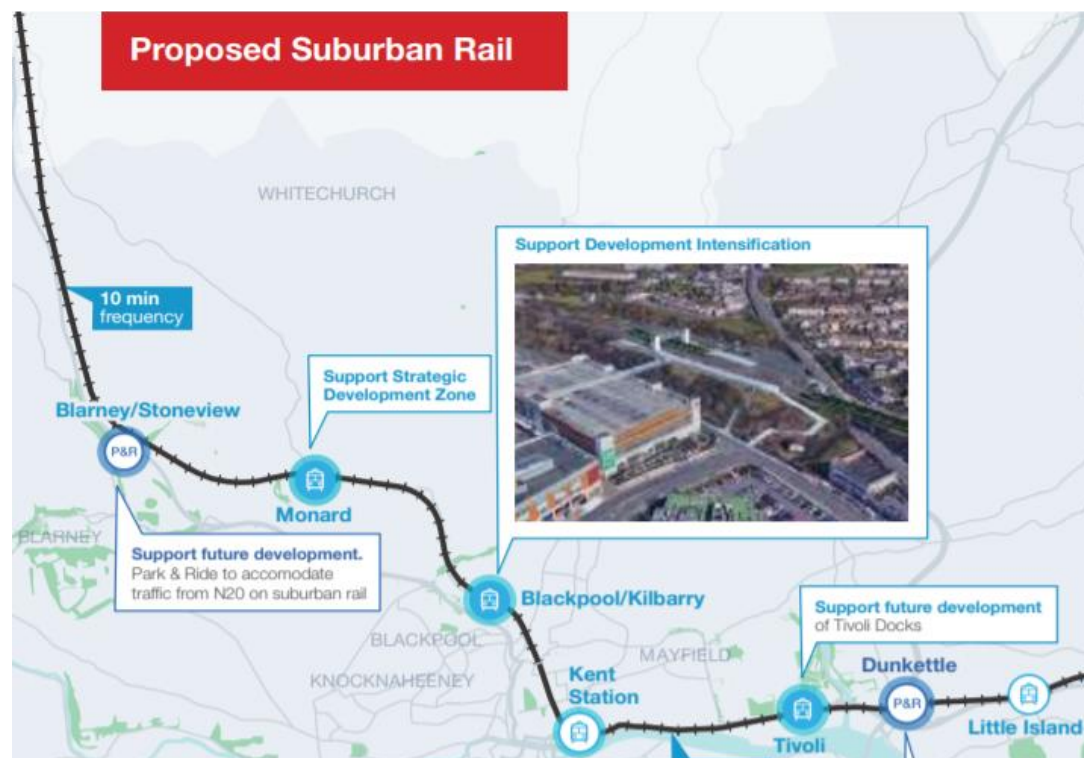 Proposed Suburban Rail
WHITECHURCH
Support Development Intensification
10 min
frequency
Support Strategic
Development Zone
Blarney/Stoneview
P&R
Monard
BLARNEY
Support future development.
Park & Ride to accomodate
traffic from N20 on suburban rail
Blackpool/Kilbarry
BLACKPOOL
Support future development
of Tivoli Docks
MAYFIELD
KNOCKNAHEENEY
Kent
Station
Dunkettle
P&R
Tivoli
Little Island